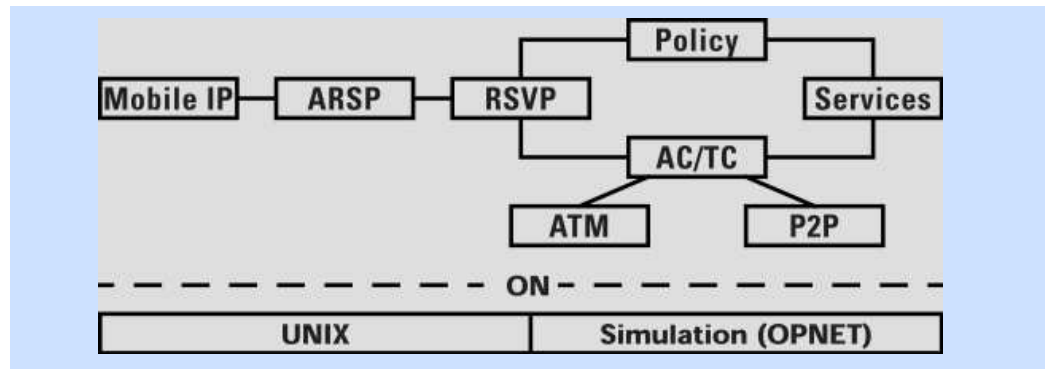 Policy
Mobile IP ARSP RSVP Services
AC/TC
ATM P2P
ON
UNIX Simulation (OPNET)